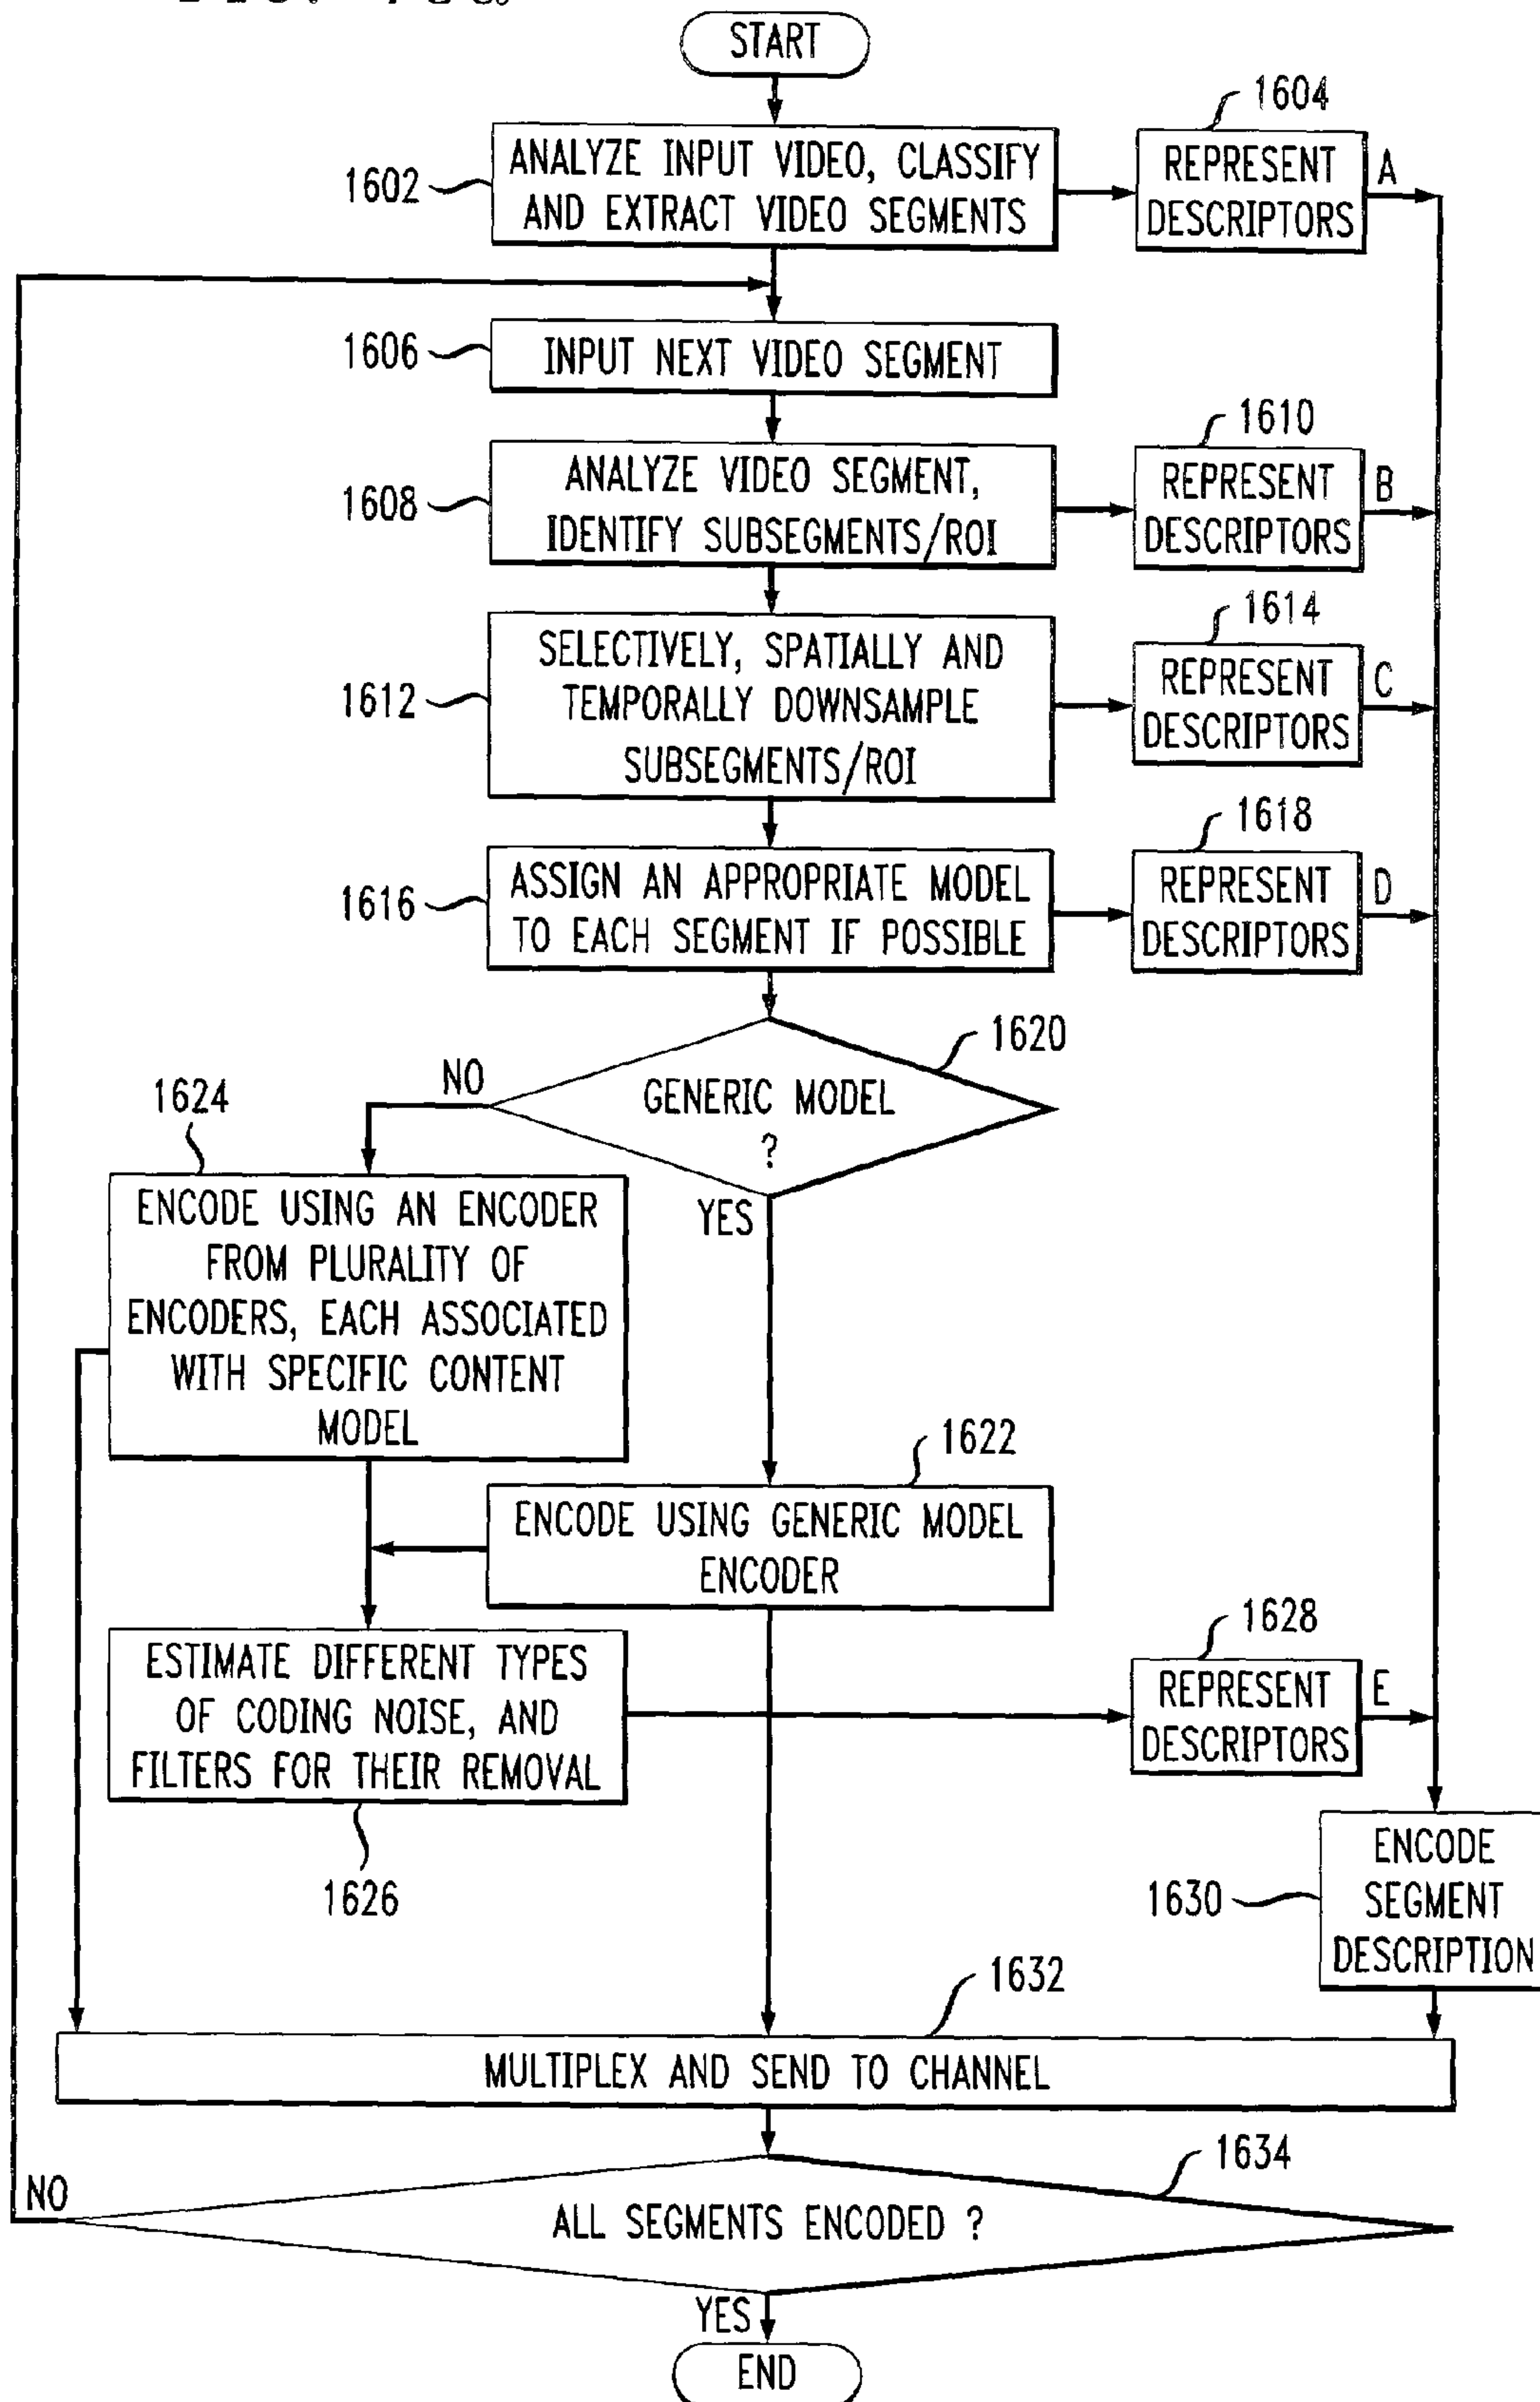 START
1604
ANALYZE INPUT VIDEO, CLASSIFY
AND EXTRACT VIDEO SEGMENTS
1602
REPRESENT
DESCRIPTORS
A
1606
INPUT NEXT VIDEO SEGMENT
1610
1608
ANALYZE VIDEO SEGMENT,
IDENTIFY SUBSEGMENTS/ROI
REPRESENT
DESCRIPTORS
B
1614
1612
SELECTIVELY, SPATIALLY AND
TEMPORALLY DOWNSAMPLE
SUBSEGMENTS/ROI
REPRESENT
DESCRIPTORS
C
1618
1616
ASSIGN AN APPROPRIATE MODEL
TO EACH SEGMENT IF POSSIBLE
REPRESENT
DESCRIPTORS
D
1620
NO
GENERIC MODEL
?
YES
1624
ENCODE USING AN ENCODER
FROM PLURALITY OF
ENCODERS, EACH ASSOCIATED
WITH SPECIFIC CONTENT
MODEL
1622
ENCODE USING GENERIC MODEL
ENCODER
1628
ESTIMATE DIFFERENT TYPES
OF CODING NOISE, AND
FILTERS FOR THEIR REMOVAL
1626
REPRESENT
DESCRIPTORS
E
1630
ENCODE
SEGMENT
DESCRIPTION
1632
MULTIPLEX AND SEND TO CHANNEL
1634
NO
ALL SEGMENTS ENCODED ?
YES
END